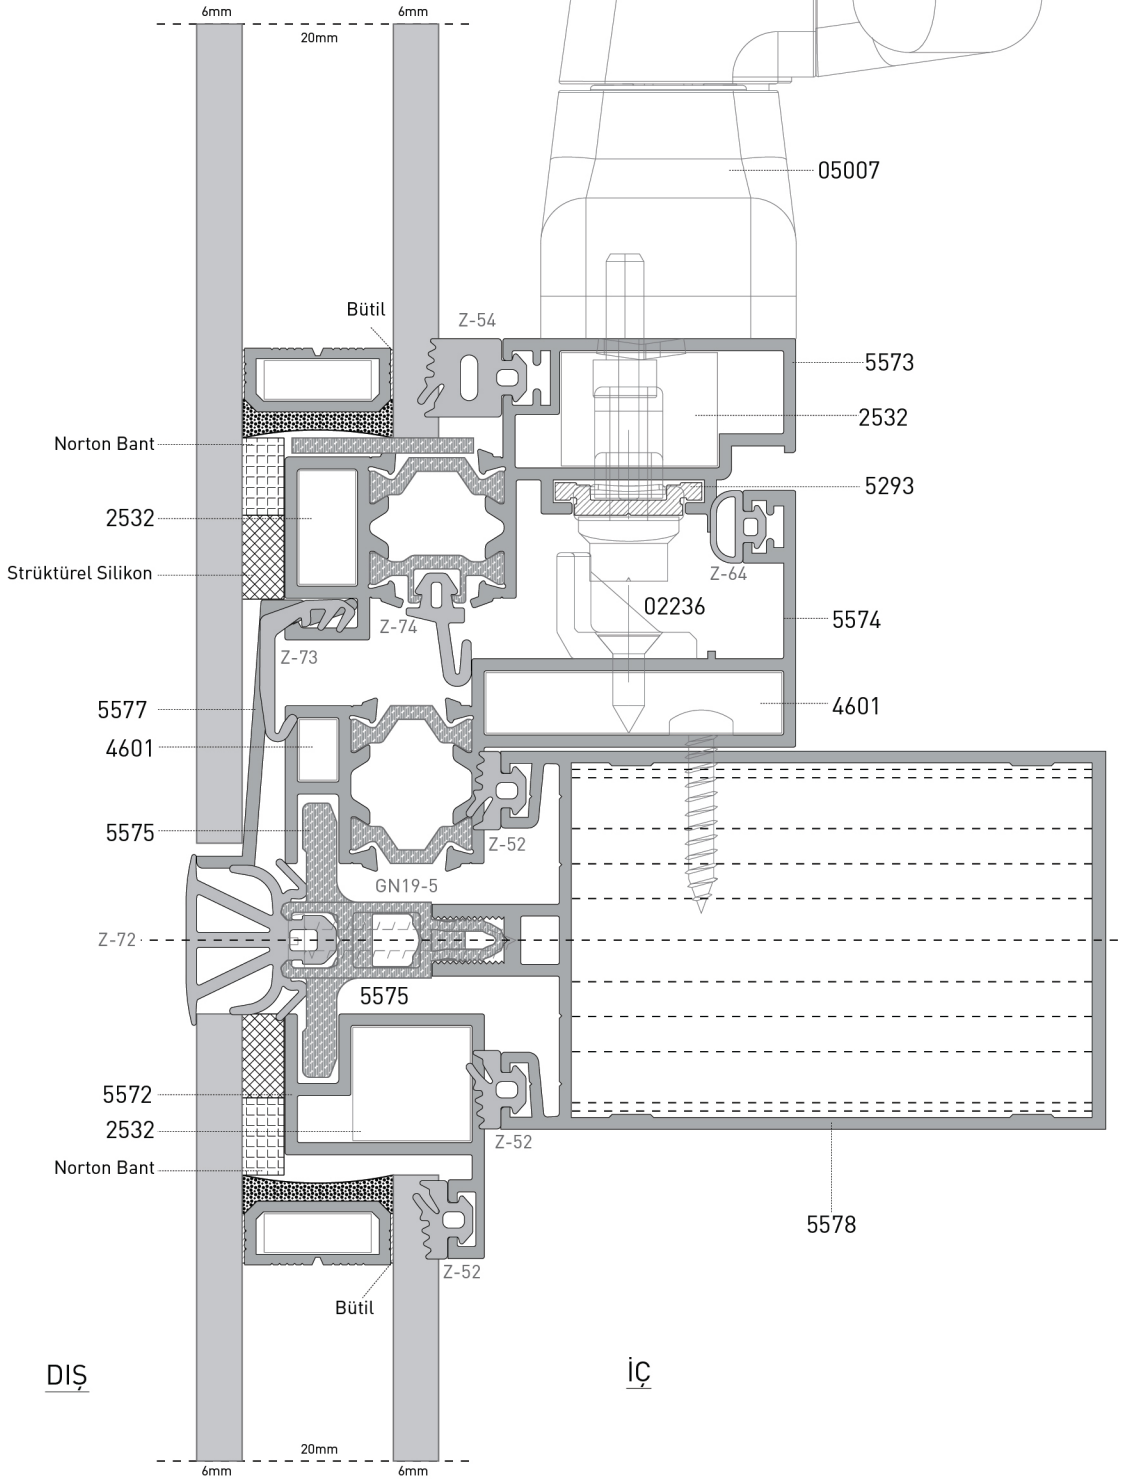 6mm 6mm
20mm
05007
Bütil
Z-54
5573
2532
Norton Bant
5293
2532
Strüktürel Silikon
Z-64
02236
5574
Z-74
Z-73
5577
4601
4601
5575
Z-52
GN19-5
Z-72
5575
5572
2532
Z-52
Norton Bant
5578
Z-52
Bütil
DIŞ
İÇ
20mm
6mm 6mm